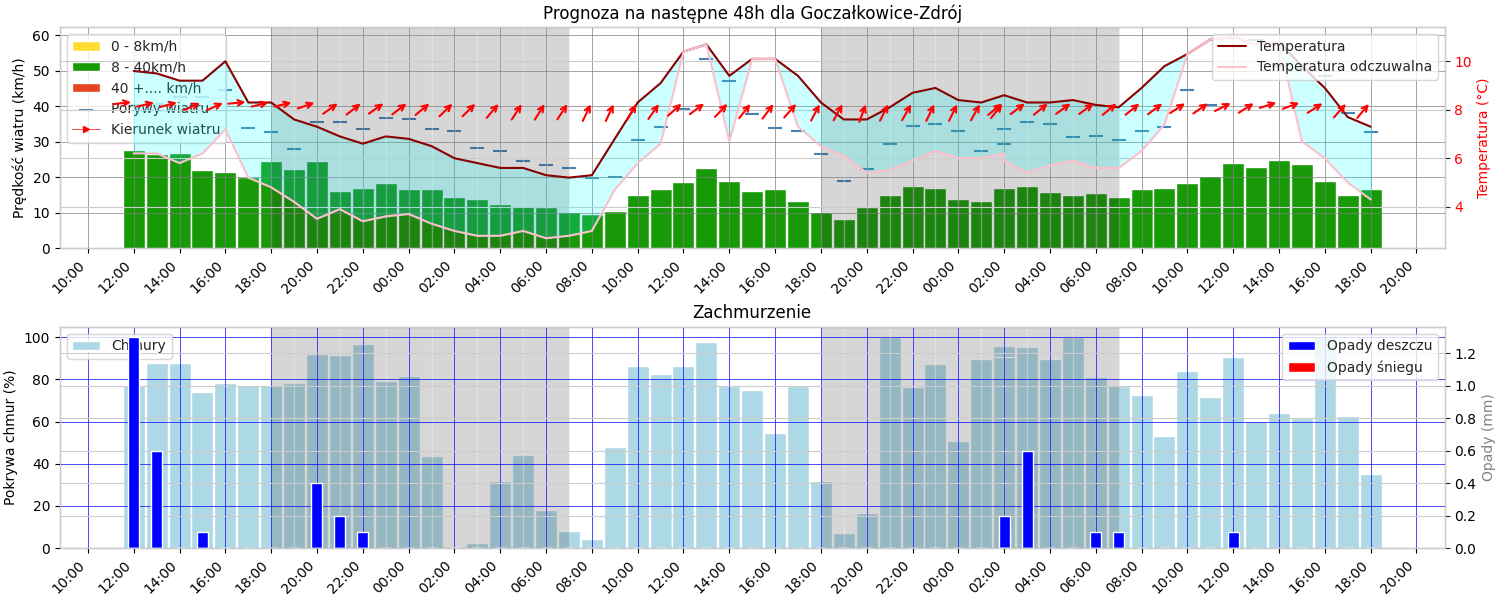 Prognoza na następne 48h dla Goczałkowice-Zdrój
Prędkość wiatru (km/h)
60
50
40
30
20
10
0
0 - 8km/h
8 - 40km/h
40 +.... km/h
Porywy wiatru
Kierunek wiatru
Temperatura
Temperatura odczuwalna
10
8
6
4
Temperatura (°C)
10:00 12:00 14:00 16:00 18:00 20:00 22:00 00:00 02:00 04:00 06:00 08:00 10:00 12:00 14:00 16:00 18:00 20:00 22:00 00:00 02:00 04:00 06:00 08:00 10:00 12:00 14:00 16:00 18:00 20:00
Zachmurzenie
Pokrywa chmur (%)
100
80
60
40
20
0
Chmury
Opady deszczu
Opady śniegu
1.2
1.0
0.8
0.6
0.4
0.2
0.0
Opady (mm)
10:00 12:00 14:00 16:00 18:00 20:00 22:00 00:00 02:00 04:00 06:00 08:00 10:00 12:00 14:00 16:00 18:00 20:00 22:00 00:00 02:00 04:00 06:00 08:00 10:00 12:00 14:00 16:00 18:00 20:00